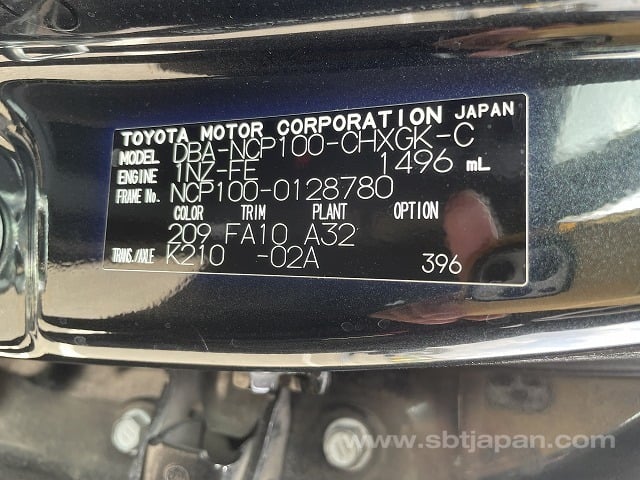 TOYOTA MOTOR CORPORATION JAPAN
MODEL DBA-NCP100-CHXGK-C
ENGINE 1NZ-FE 1496 mL
FRAME No. NCP100-0128780
COLOR TRIM PLANT OPTION
209 FA10 A32
TRANS./AXLE K210 -02A 396
www.sbtjapan.com